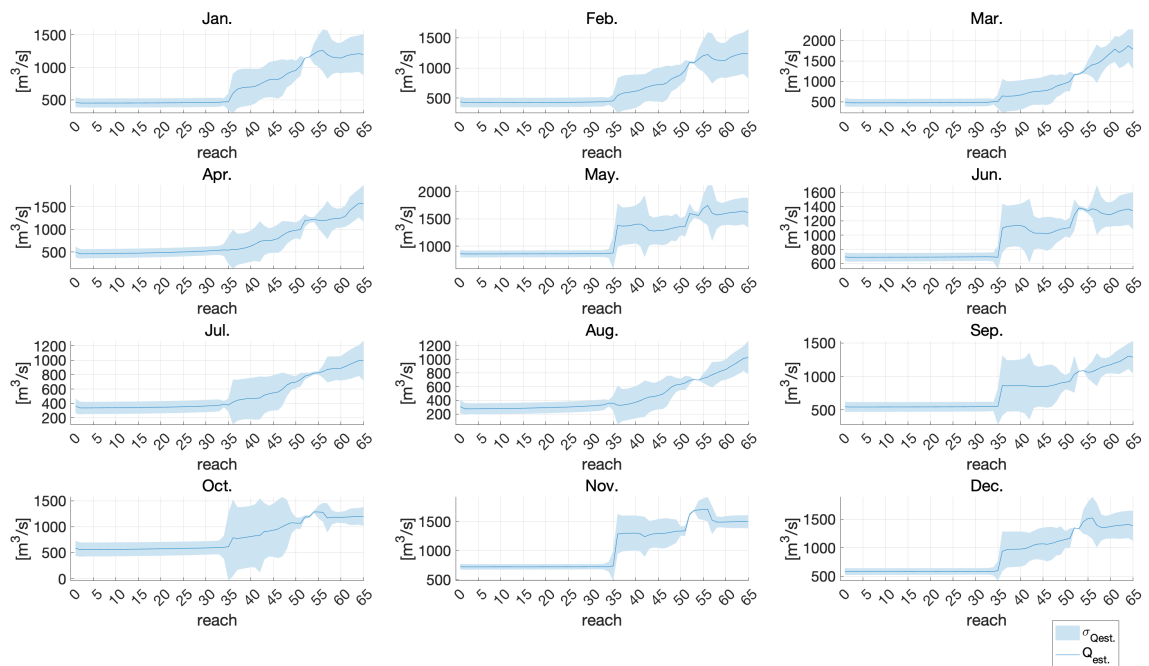 Jan. Feb. Mar.
[m³/s] 1500 1000 500
0 5 15 10 20 25 30 35 40 45 50 55 60 65
reach
[m³/s] 1500 1000 500
0 5 15 10 20 25 30 35 40 45 50 55 60 65
reach
[m³/s] 2000 1500 1000 500
0 5 15 10 20 25 30 35 40 45 50 55 60 65
reach
Apr. May. Jun.
[m³/s] 1500 1000 500
0 5 15 10 20 25 30 35 40 45 50 55 60 65
reach
[m³/s] 2000 1500 1000
0 5 15 10 20 25 30 35 40 45 50 55 60 65
reach
[m³/s] 1600 1400 1200 1000 800 600
0 5 15 10 20 25 30 35 40 45 50 55 60 65
reach
Jul. Aug. Sep.
[m³/s] 1200 1000 800 600 400 200
0 5 15 10 20 25 30 35 40 45 50 55 60 65
reach
[m³/s] 1200 1000 800 600 400 200
0 5 15 10 20 25 30 35 40 45 50 55 60 65
reach
[m³/s] 1500 1000 500
0 5 15 10 20 25 30 35 40 45 50 55 60 65
reach
Oct. Nov. Dec.
[m³/s] 1500 1000 500 0
0 5 15 10 20 25 30 35 40 45 50 55 60 65
reach
[m³/s] 1500 1000 500
0 5 15 10 20 25 30 35 40 45 50 55 60 65
reach
[m³/s] 1500 1000 500
0 5 15 10 20 25 30 35 40 45 50 55 60 65
reach
σQest.
Qest.